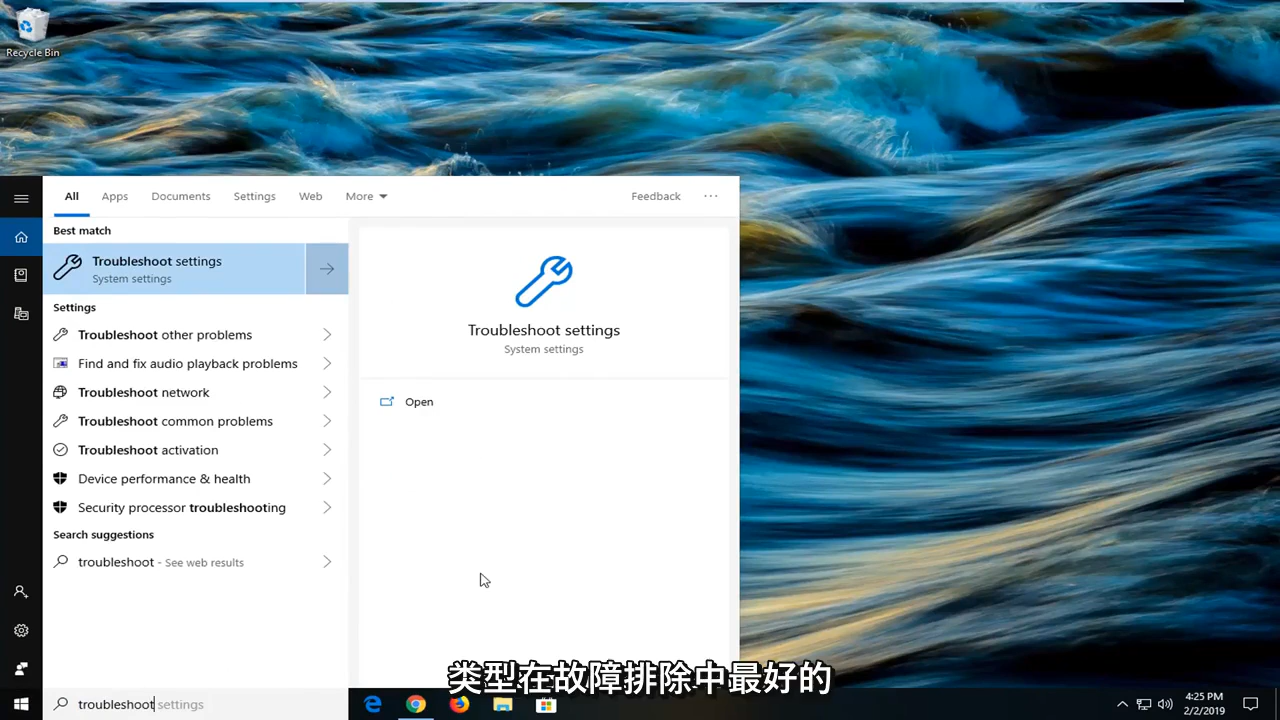 Recycle Bin
All Apps Documents Settings Web More Feedback ...
Best match
Troubleshoot settings
System settings
Settings
Troubleshoot other problems
Find and fix audio playback problems
Troubleshoot network
Troubleshoot common problems
Troubleshoot activation
Device performance & health
Security processor troubleshooting
Search suggestions
troubleshoot - See web results
Troubleshoot settings
System settings
Open
类型在故障排除中最好的
troubleshoot settings
4:25 PM
2/2/2019